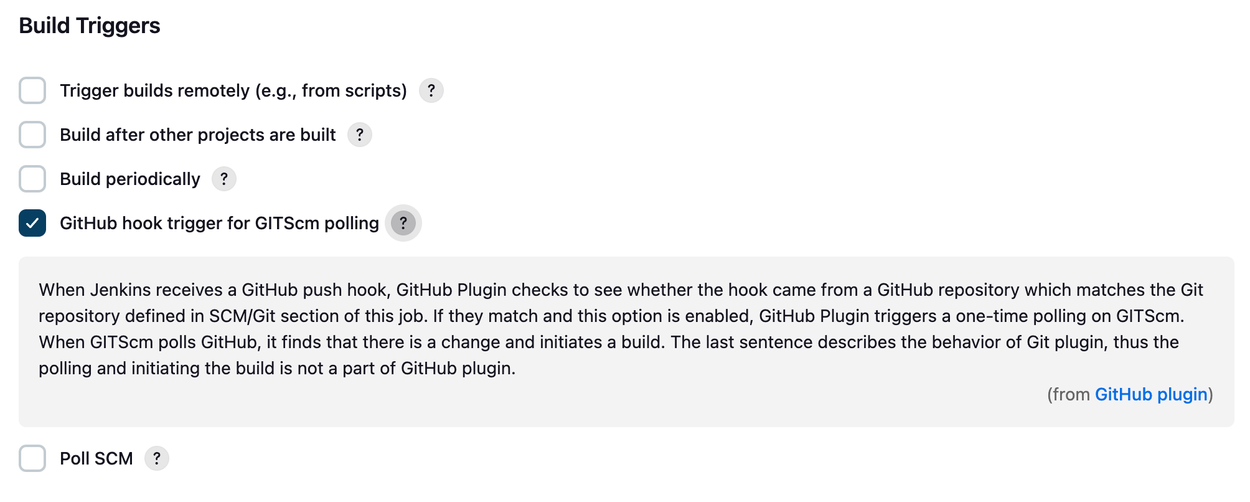 Build Triggers
Trigger builds remotely (e.g., from scripts) ?
Build after other projects are built ?
Build periodically ?
GitHub hook trigger for GITScm polling ?
When Jenkins receives a GitHub push hook, GitHub Plugin checks to see whether the hook came from a GitHub repository which matches the Git
repository defined in SCM/Git section of this job. If they match and this option is enabled, GitHub Plugin triggers a one-time polling on GITScm.
When GITScm polls GitHub, it finds that there is a change and initiates a build. The last sentence describes the behavior of Git plugin, thus the
polling and initiating the build is not a part of GitHub plugin.
(from GitHub plugin)
Poll SCM ?